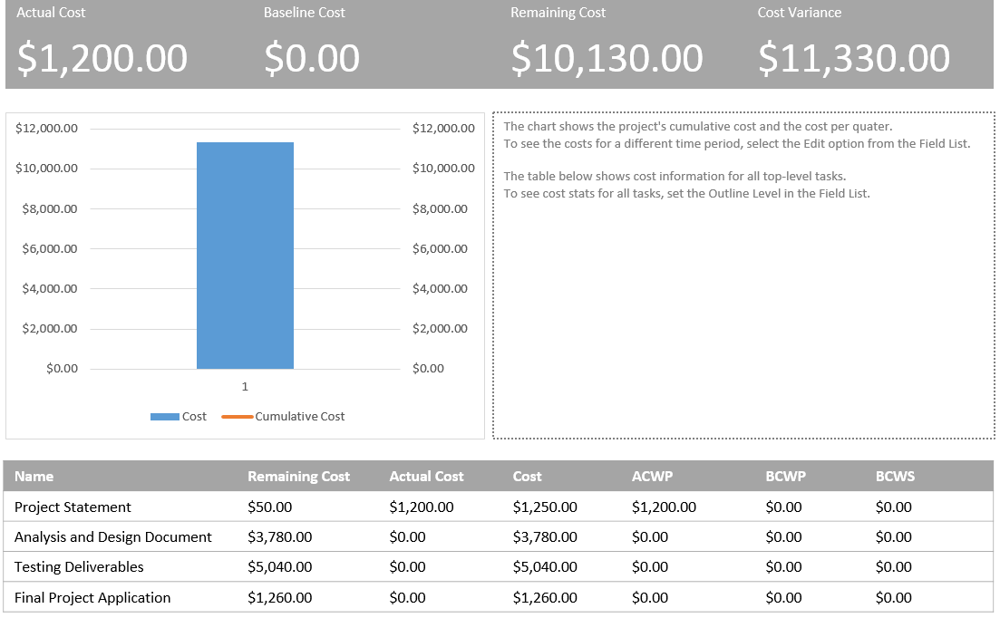 Actual Cost Baseline Cost Remaining Cost Cost Variance
$1,200.00 $0.00 $10,130.00 $11,330.00
$12,000.00 $12,000.00
$10,000.00 $10,000.00
$8,000.00 $8,000.00
$6,000.00 $6,000.00
$4,000.00 $4,000.00
$2,000.00 $2,000.00
$0.00 $0.00
1
Cost Cumulative Cost
The chart shows the project's cumulative cost and the cost per quater.
To see the costs for a different time period, select the Edit option from the Field List.
The table below shows cost information for all top-level tasks.
To see cost stats for all tasks, set the Outline Level in the Field List.
Name Remaining Cost Actual Cost Cost ACWP BCWP BCWS
Project Statement $50.00 $1,200.00 $1,250.00 $1,200.00 $0.00 $0.00
Analysis and Design Document $3,780.00 $0.00 $3,780.00 $0.00 $0.00 $0.00
Testing Deliverables $5,040.00 $0.00 $5,040.00 $0.00 $0.00 $0.00
Final Project Application $1,260.00 $0.00 $1,260.00 $0.00 $0.00 $0.00